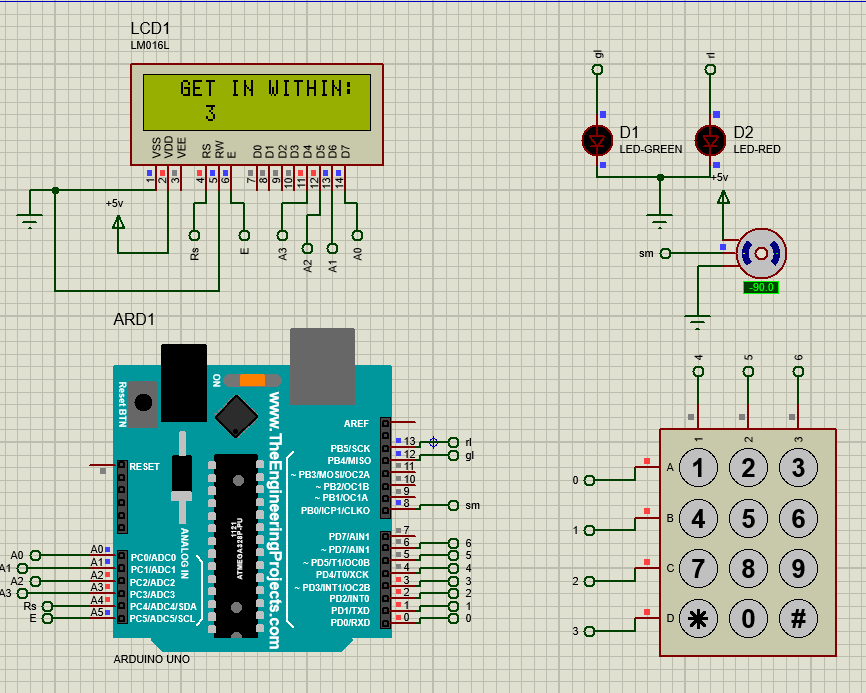 LCD1
LM016L
GET IN WITHIN:
3
VSS VDD VEE RS RW E D0 D1 D2 D3 D4 D5 D6 D7
1 2 3 4 5 6 7 8 9 10 11 12 13 14
+5v
Rs E A3 A2 A1 A0
gl rl
D1
LED-GREEN
D2
LED-RED
+5v
sm
-90.0
ARD1
Reset BTN
ON
www.TheEngineeringProjects.com
1121
ATMEGA328P-PU
ANALOG IN
RESET
AREF
PB5/SCK 13 rl
PB4/MISO 12 gl
~ PB3/MOSI/OC2A 11
~ PB2/OC1B 10
~ PB1/OC1A 9
PB0/ICP1/CLKO 8 sm
PD7/AIN1 7
~ PD7/AIN1 6 6
~ PD5/T1/OC0B 5 5
PD4/T0/XCK 4 4
~ PD3/INT1/OC2B 3 3
PD2/INT0 2 2
PD1/TXD 1 1
PD0/RXD 0 0
A0 A0 PC0/ADC0
A1 A1 PC1/ADC1
A2 A2 PC2/ADC2
A3 A3 PC3/ADC3
Rs A4 PC4/ADC4/SDA
E A5 PC5/ADC5/SCL
ARDUINO UNO
4 5 6
1 2 3
0 A 1 2 3
1 B 4 5 6
2 C 7 8 9
3 D * 0 #